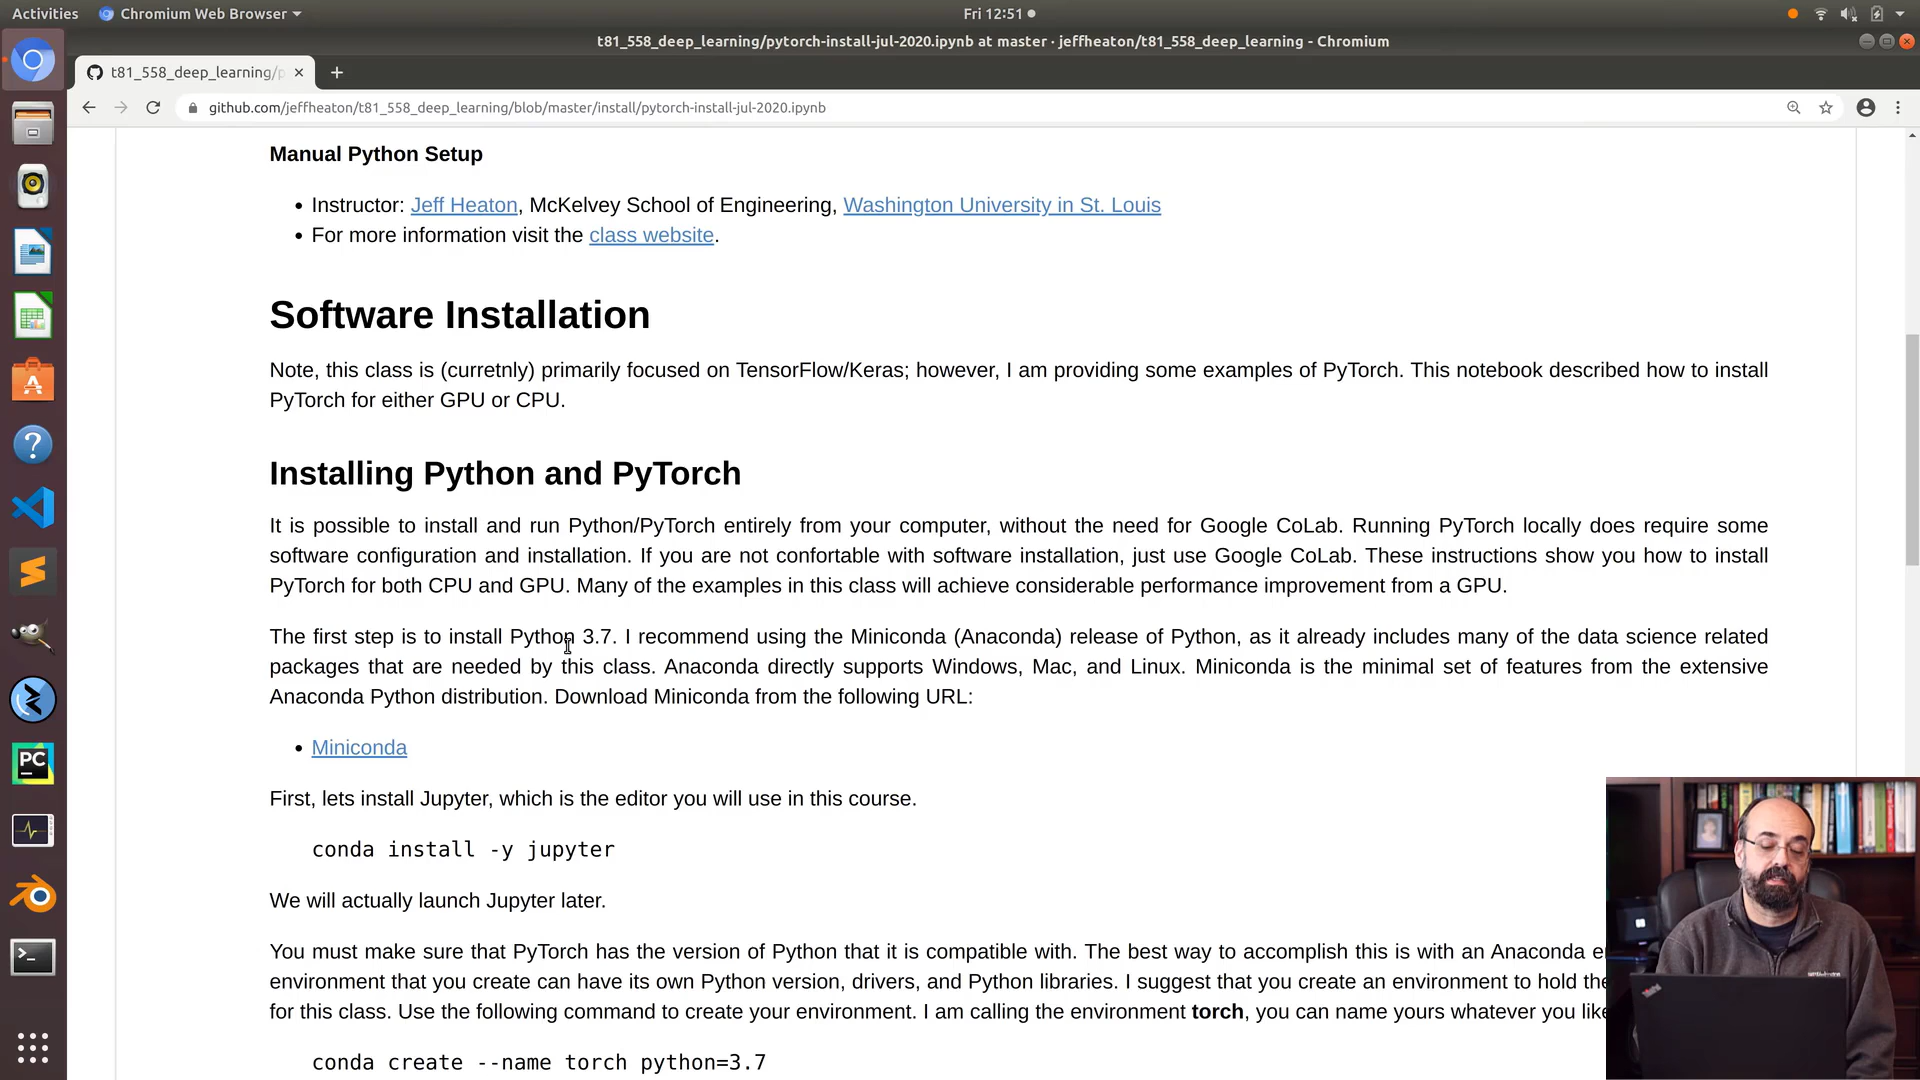 Activities
Chromium Web Browser
Fri 12:51
t81_558_deep_learning/pytorch-install-jul-2020.ipynb at master · jeffheaton/t81_558_deep_learning - Chromium
t81_558_deep_learning/p
github.com/jeffheaton/t81_558_deep_learning/blob/master/install/pytorch-install-jul-2020.ipynb
Manual Python Setup
• Instructor: Jeff Heaton, McKelvey School of Engineering, Washington University in St. Louis
• For more information visit the class website.
Software Installation
Note, this class is (curretnly) primarily focused on TensorFlow/Keras; however, I am providing some examples of PyTorch. This notebook described how to install
PyTorch for either GPU or CPU.
Installing Python and PyTorch
It is possible to install and run Python/PyTorch entirely from your computer, without the need for Google CoLab. Running PyTorch locally does require some
software configuration and installation. If you are not confortable with software installation, just use Google CoLab. These instructions show you how to install
PyTorch for both CPU and GPU. Many of the examples in this class will achieve considerable performance improvement from a GPU.
The first step is to install Python 3.7. I recommend using the Miniconda (Anaconda) release of Python, as it already includes many of the data science related
packages that are needed by this class. Anaconda directly supports Windows, Mac, and Linux. Miniconda is the minimal set of features from the extensive
Anaconda Python distribution. Download Miniconda from the following URL:
• Miniconda
First, lets install Jupyter, which is the editor you will use in this course.
conda install -y jupyter
We will actually launch Jupyter later.
You must make sure that PyTorch has the version of Python that it is compatible with. The best way to accomplish this is with an Anaconda e
environment that you create can have its own Python version, drivers, and Python libraries. I suggest that you create an environment to hold the
for this class. Use the following command to create your environment. I am calling the environment torch, you can name yours whatever you like
conda create --name torch python=3.7
PC